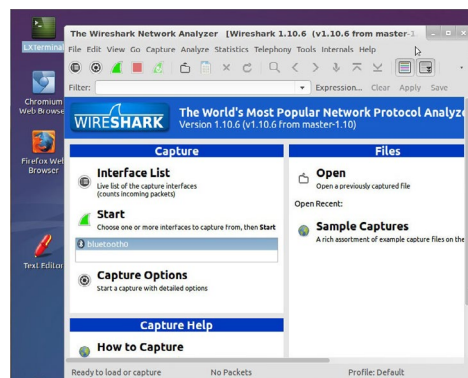 LXTerminal
Chromium
Web Browse
Firefox Web
Browser
Text Editor
The Wireshark Network Analyzer [Wireshark 1.10.6 (v1.10.6 from master-1
File Edit View Go Capture Analyze Statistics Telephony Tools Internals Help
Filter:
Expression... Clear Apply Save
WIRESHARK
The World's Most Popular Network Protocol Analyze
Version 1.10.6 (v1.10.6 from master-1.10)
Capture
Interface List
Live list of the capture interfaces
(counts incoming packets)
Start
Choose one or more interfaces to capture from, then Start
bluetooth0
Capture Options
Start a capture with detailed options
Capture Help
How to Capture
Files
Open
Open a previously captured file
Open Recent:
Sample Captures
A rich assortment of example capture files on the
Ready to load or capture
No Packets
Profile: Default